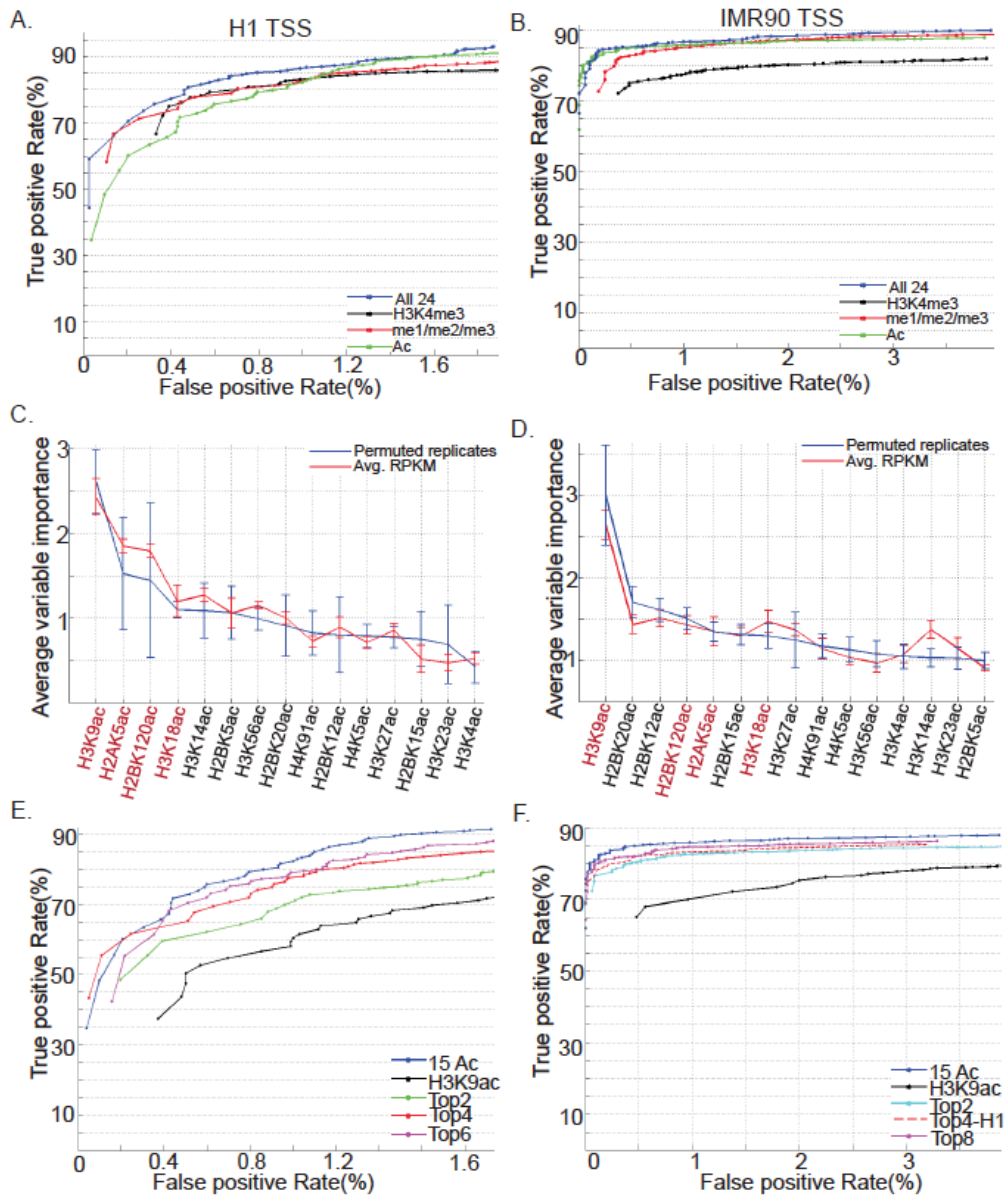 A.
H1 TSS
True positive Rate(%)
90
70
50
30
10
0
0.4
0.8
1.2
1.6
False positive Rate(%)
All 24
H3K4me3
me1/me2/me3
Ac
B.
IMR90 TSS
True positive Rate(%)
90
70
50
30
10
0
1
2
3
False positive Rate(%)
All 24
H3K4me3
me1/me2/me3
Ac
C.
Average variable importance
3
2
1
Permuted replicates
Avg. RPKM
H3K9ac
H2AK5ac
H2BK120ac
H3K18ac
H3K14ac
H2BK5ac
H3K56ac
H2BK20ac
H4K91ac
H2BK12ac
H4K5ac
H3K27ac
H2BK15ac
H3K23ac
H3K4ac
D.
Average variable importance
3
2
1
Permuted replicates
Avg. RPKM
H3K9ac
H2BK20ac
H2BK12ac
H2BK120ac
H2AK5ac
H2BK15ac
H3K18ac
H3K27ac
H4K91ac
H4K5ac
H3K56ac
H3K4ac
H3K14ac
H3K23ac
H2BK5ac
E.
True positive Rate(%)
90
70
50
30
10
0
0.4
0.8
1.2
1.6
False positive Rate(%)
15 Ac
H3K9ac
Top2
Top4
Top6
F.
True positive Rate(%)
90
70
50
30
10
0
1
2
3
False positive Rate(%)
15 Ac
H3K9ac
Top2
Top4-H1
Top8